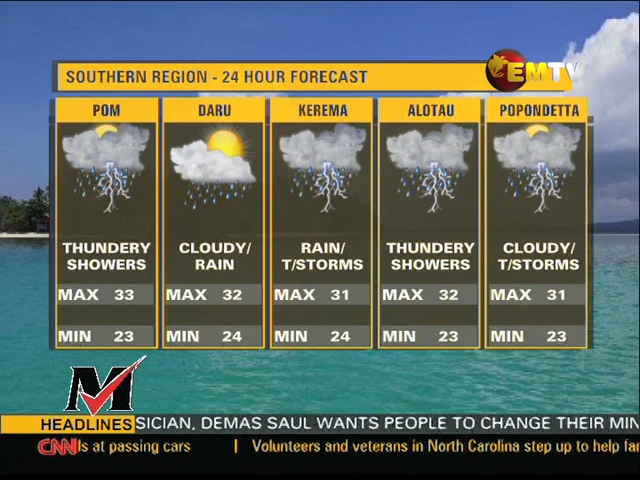 SOUTHERN REGION - 24 HOUR FORECAST
EMTV
POM
DARU
KEREMA
ALOTAU
POPONDETTA
THUNDERY
SHOWERS
CLOUDY/
RAIN
RAIN/
T/STORMS
THUNDERY
SHOWERS
CLOUDY/
T/STORMS
MAX 33
MAX 32
MAX 31
MAX 32
MAX 31
MIN 23
MIN 24
MIN 24
MIN 23
MIN 23
M
HEADLINES SICIAN, DEMAS SAUL WANTS PEOPLE TO CHANGE THEIR MIN
CNN ls at passing cars | Volunteers and veterans in North Carolina step up to help far